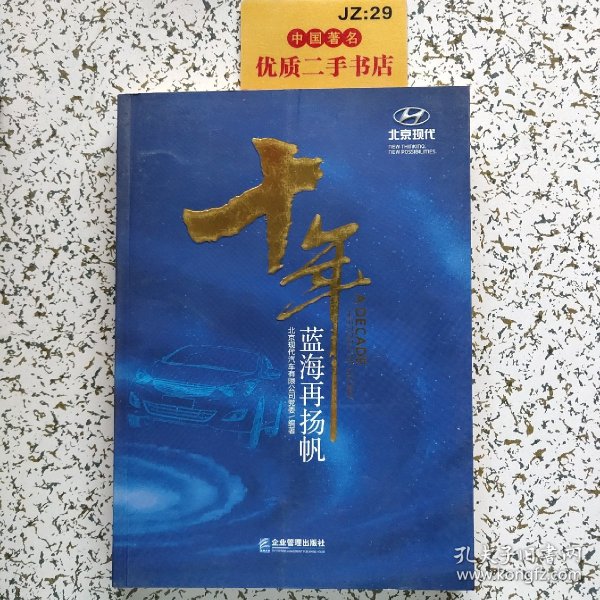 JZ:29
中国著名
优质二手书店
北京现代
NEW THINKING.
NEW POSSIBILITIES.
十年
A DECADE
蓝海再扬帆
北京现代汽车有限公司党委 编著
企业管理出版社
孔夫子旧书网
www.kongfz.com